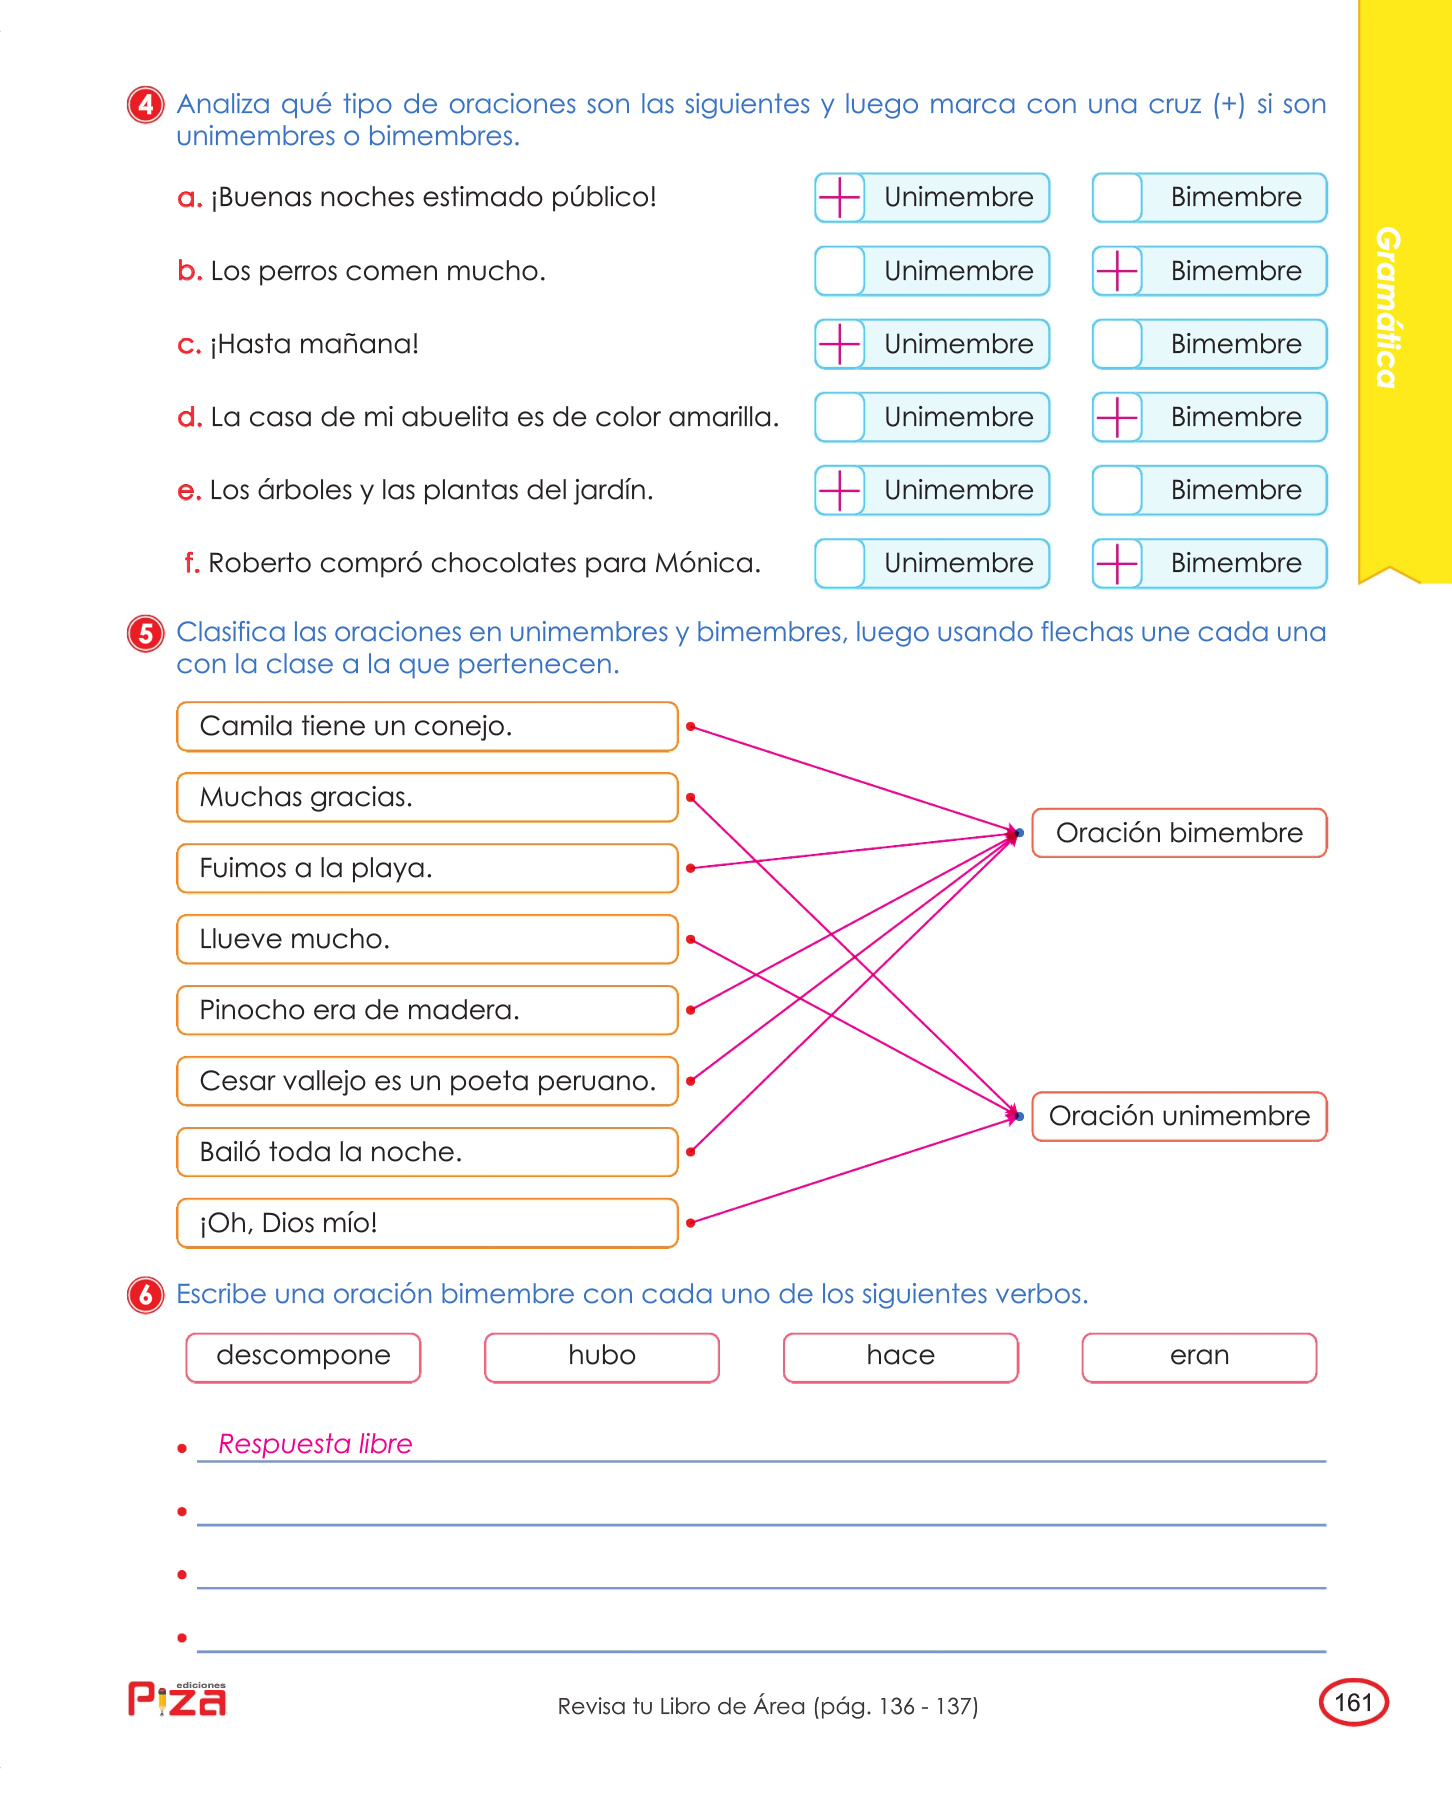 4 Analiza qué tipo de oraciones son las siguientes y luego marca con una cruz (+) si son
unimembres o bimembres.
a. ¡Buenas noches estimado público! + Unimembre Bimembre
b. Los perros comen mucho. Unimembre + Bimembre
c. ¡Hasta mañana! + Unimembre Bimembre
d. La casa de mi abuelita es de color amarilla. Unimembre + Bimembre
e. Los árboles y las plantas del jardín. + Unimembre Bimembre
f. Roberto compró chocolates para Mónica. Unimembre + Bimembre
Gramática
5 Clasifica las oraciones en unimembres y bimembres, luego usando flechas une cada una
con la clase a la que pertenecen.
Camila tiene un conejo.
Muchas gracias.
Oración bimembre
Fuimos a la playa.
Llueve mucho.
Pinocho era de madera.
Cesar vallejo es un poeta peruano.
Oración unimembre
Bailó toda la noche.
¡Oh, Dios mío!
6 Escribe una oración bimembre con cada uno de los siguientes verbos.
descompone hubo hace eran
• Respuesta libre
•
•
•
ediciones
Piza
Revisa tu Libro de Área (pág. 136 - 137)
161